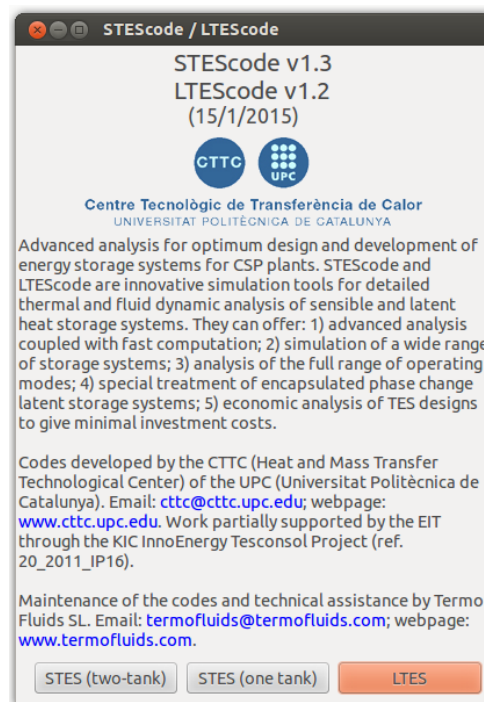 STEScode / LTEScode
STEScode v1.3
LTEScode v1.2
(15/1/2015)
CTTC
UPC
Centre Tecnològic de Transferència de Calor
UNIVERSITAT POLITÈCNICA DE CATALUNYA
Advanced analysis for optimum design and development of
energy storage systems for CSP plants. STEScode and
LTEScode are innovative simulation tools for detailed
thermal and fluid dynamic analysis of sensible and latent
heat storage systems. They can offer: 1) advanced analysis
coupled with fast computation; 2) simulation of a wide range
of storage systems; 3) analysis of the full range of operating
modes; 4) special treatment of encapsulated phase change
latent storage systems; 5) economic analysis of TES designs
to give minimal investment costs.
Codes developed by the CTTC (Heat and Mass Transfer
Technological Center) of the UPC (Universitat Politècnica de
Catalunya). Email: cttc@cttc.upc.edu; webpage:
www.cttc.upc.edu. Work partially supported by the EIT
through the KIC InnoEnergy Tesconsol Project (ref.
20_2011_IP16).
Maintenance of the codes and technical assistance by Termo
Fluids SL. Email: termofluids@termofluids.com; webpage:
www.termofluids.com.
STES (two-tank) STES (one tank) LTES